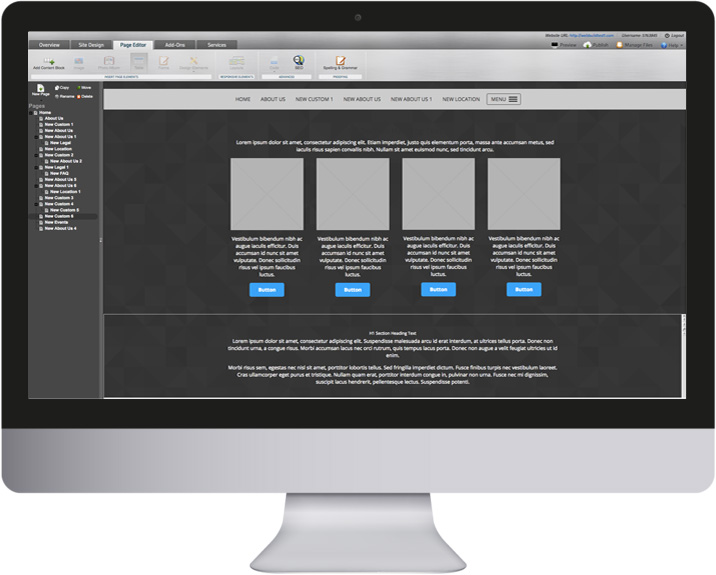 Logout
Overview
Site Design
Page Editor
Add-Ons
Services
Preview
Publish
Manage Files
Help
Add Content Block
SEO
Spelling & Grammar
New Page
Copy
Move
Rename
Delete
Pages
Home
About Us
New Custom 1
New About Us
New About Us 1
New Legal
New Location
New Custom 2
New About Us 3
New Legal 1
New FAQ
New About Us 5
New About Us 6
New Location 1
New Custom 3
New Custom 4
New Custom 5
New Custom 6
New Events
New About Us 4
HOME
ABOUT US
NEW CUSTOM 1
NEW ABOUT US
NEW ABOUT US 1
NEW LOCATION
MENU
Lorem ipsum dolor sit amet, consectetur adipiscing elit. Etiam imperdiet, justo quis elementum porta, massa ante accumsan metus, sed
iaculis risus sapien convallis nibh. Nullam sit amet euismod nunc, sed tincidunt arcu.
Vestibulum bibendum nibh ac
augue iaculis efficitur. Duis
accumsan id nunc sit amet
vulputate. Donec sollicitudin
risus vel ipsum faucibus
luctus.
Button
Vestibulum bibendum nibh ac
augue iaculis efficitur. Duis
accumsan id nunc sit amet
vulputate. Donec sollicitudin
risus vel ipsum faucibus
luctus.
Button
Vestibulum bibendum nibh ac
augue iaculis efficitur. Duis
accumsan id nunc sit amet
vulputate. Donec sollicitudin
risus vel ipsum faucibus
luctus.
Button
Vestibulum bibendum nibh ac
augue iaculis efficitur. Duis
accumsan id nunc sit amet
vulputate. Donec sollicitudin
risus vel ipsum faucibus
luctus.
Button
H1 Section Heading Text
Lorem ipsum dolor sit amet, consectetur adipiscing elit. Suspendisse malesuada arcu id erat interdum, at ultrices tellus porta. Donec non
tincidunt urna, a congue risus. Morbi accumsan lacus nec orci rutrum, quis tempus lacus porta. Donec non augue a velit feugiat ultricies ut id
enim.
Morbi risus sem, egestas nec nisl sit amet, porttitor lobortis tellus. Sed fringilla imperdiet dictum. Fusce finibus turpis nec vestibulum laoreet.
Cras ullamcorper eget purus et tristique. Nullam quam erat, porttitor interdum congue in, pulvinar non urna. Fusce nec mi dignissim,
suscipit lacus hendrerit, pellentesque lectus. Suspendisse potenti.